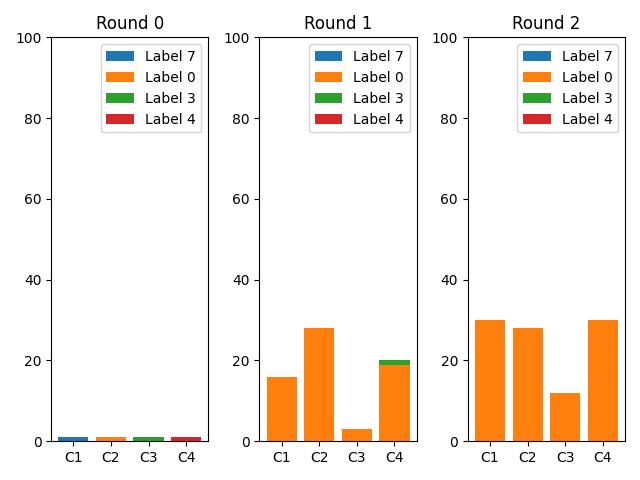 Round 0
100
80
60
40
20
0
C1 C2 C3 C4
Label 7
Label 0
Label 3
Label 4
Round 1
100
80
60
40
20
0
C1 C2 C3 C4
Label 7
Label 0
Label 3
Label 4
Round 2
100
80
60
40
20
0
C1 C2 C3 C4
Label 7
Label 0
Label 3
Label 4